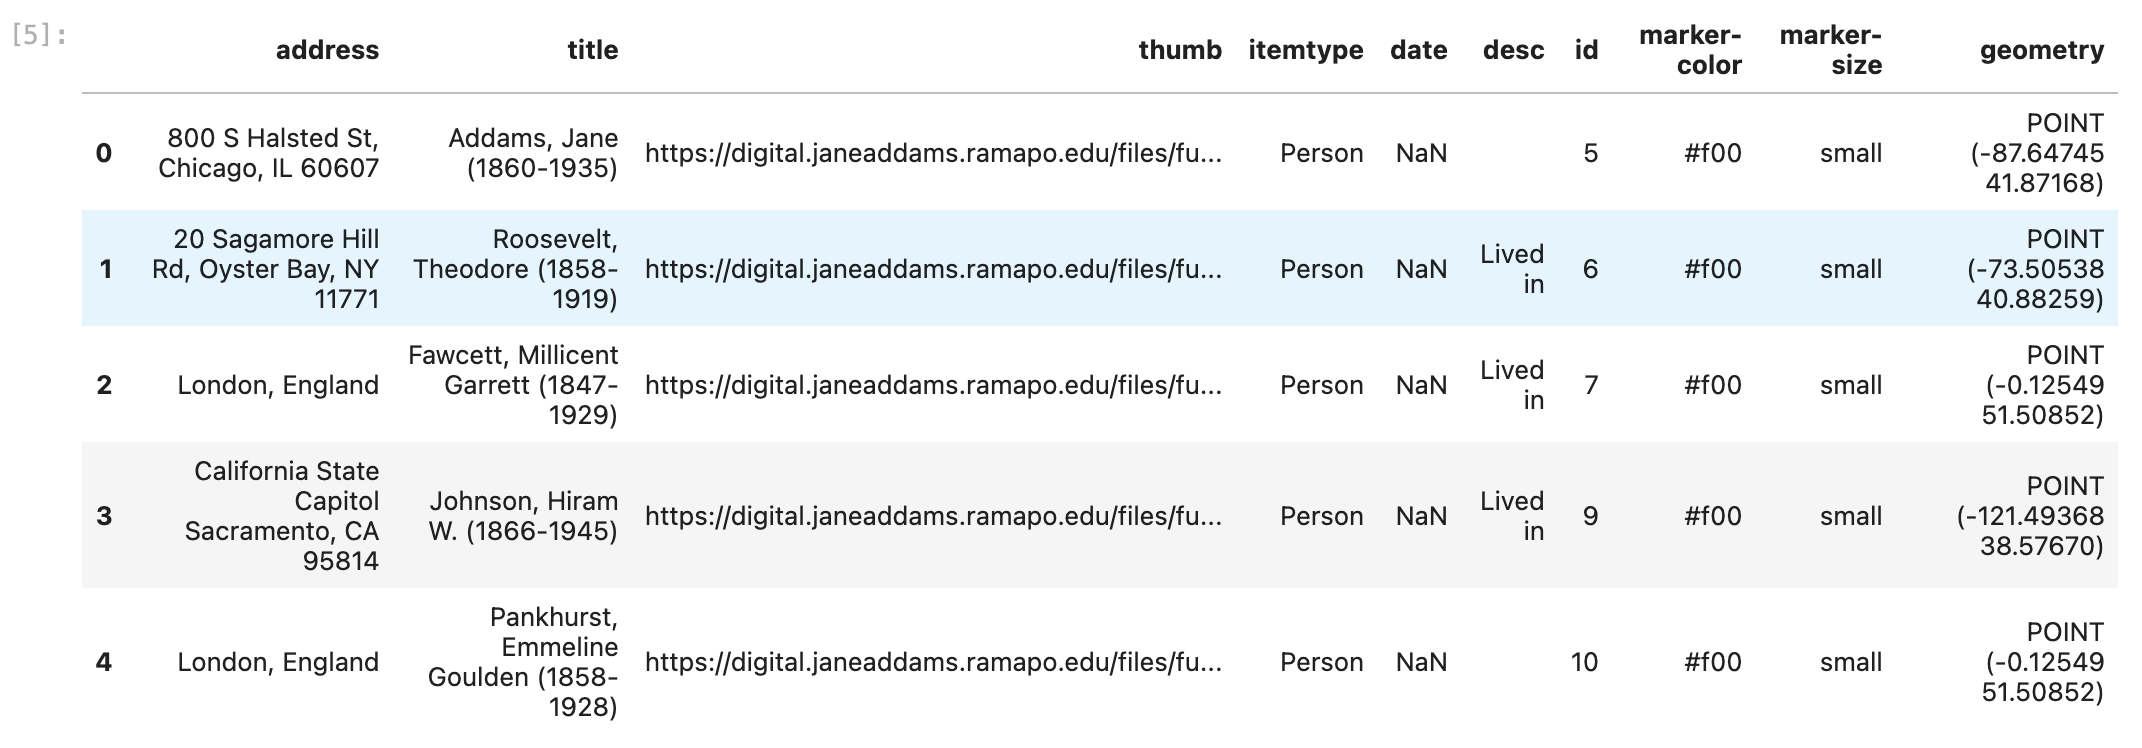 [5]:
address title thumb itemtype date desc id marker-color marker-size geometry
0 800 S Halsted St, Chicago, IL 60607 Addams, Jane (1860-1935) https://digital.janeaddams.ramapo.edu/files/fu... Person NaN 5 #f00 small POINT (-87.64745 41.87168)
1 20 Sagamore Hill Rd, Oyster Bay, NY 11771 Roosevelt, Theodore (1858-1919) https://digital.janeaddams.ramapo.edu/files/fu... Person NaN Lived in 6 #f00 small POINT (-73.50538 40.88259)
2 London, England Fawcett, Millicent Garrett (1847-1929) https://digital.janeaddams.ramapo.edu/files/fu... Person NaN Lived in 7 #f00 small POINT (-0.12549 51.50852)
3 California State Capitol Sacramento, CA 95814 Johnson, Hiram W. (1866-1945) https://digital.janeaddams.ramapo.edu/files/fu... Person NaN Lived in 9 #f00 small POINT (-121.49368 38.57670)
4 London, England Pankhurst, Emmeline Goulden (1858-1928) https://digital.janeaddams.ramapo.edu/files/fu... Person NaN 10 #f00 small POINT (-0.12549 51.50852)